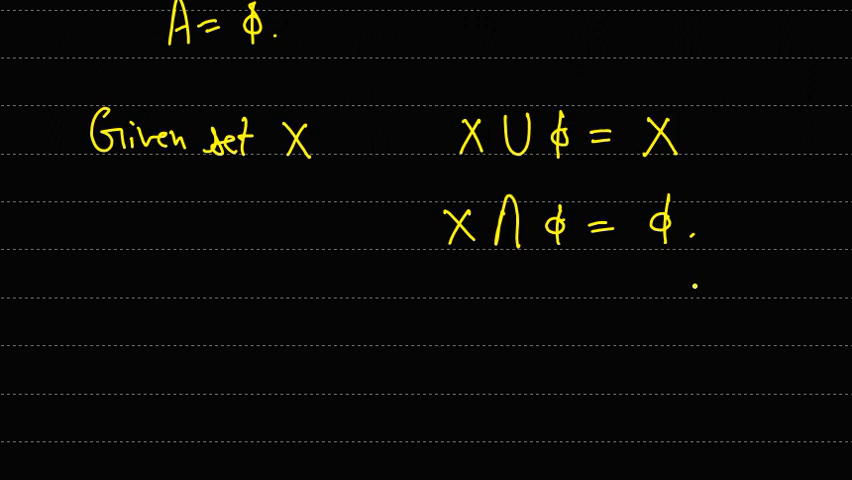 A = ϕ.
Given set X X ∪ ϕ = X
X ∩ ϕ = ϕ.